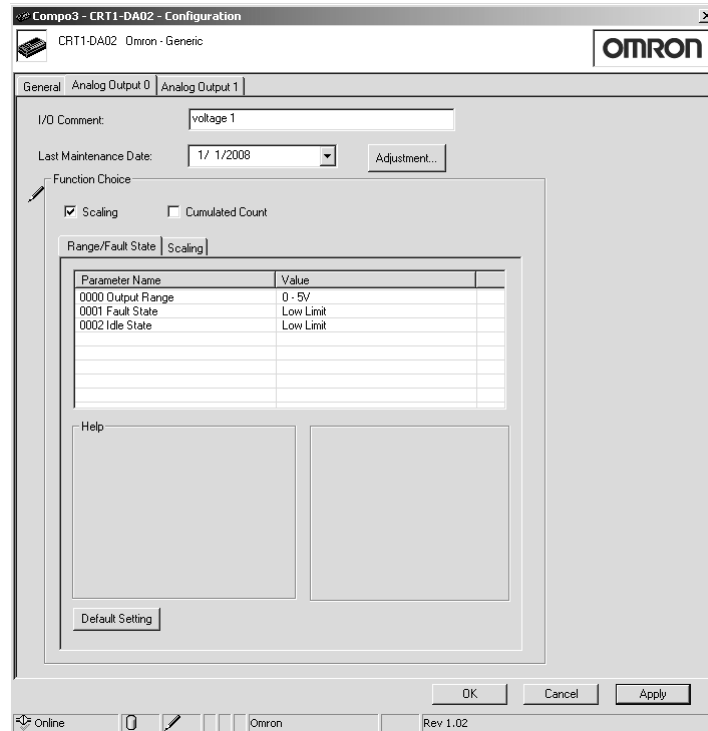 Compo3 - CRT1-DA02 - Configuration
CRT1-DA02 Omron - Generic
OMRON
General Analog Output 0 Analog Output 1
I/O Comment: voltage 1
Last Maintenance Date: 1/ 1/2008 Adjustment...
Function Choice
Scaling Cumulated Count
Range/Fault State Scaling
Parameter Name Value
0000 Output Range 0 - 5V
0001 Fault State Low Limit
0002 Idle State Low Limit
Help
Default Setting
OK Cancel Apply
Online Omron Rev 1.02